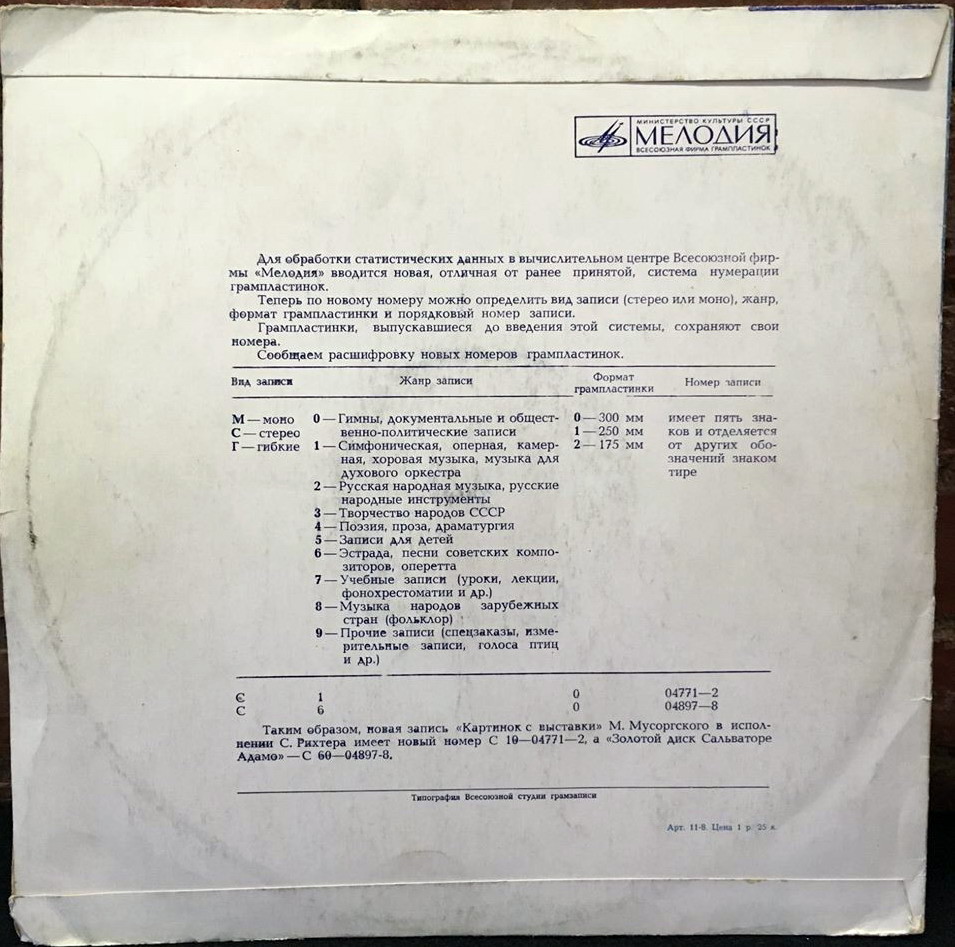 МИНИСТЕРСТВО КУЛЬТУРЫ СССР
МЕЛОДИЯ
ВСЕСОЮЗНАЯ ФИРМА ГРАМПЛАСТИНОК
Для обработки статистических данных в вычислительном центре Всесоюзной фир-
мы «Мелодия» вводится новая, отличная от ранее принятой, система нумерации
грампластинок.
Теперь по новому номеру можно определить вид записи (стерео или моно), жанр,
формат грампластинки и порядковый номер записи.
Грампластинки, выпускавшиеся до введения этой системы, сохраняют свои
номера.
Сообщаем расшифровку новых номеров грампластинок.
Вид записи Жанр записи Формат грампластинки Номер записи
М — моно 0 — Гимны, документальные и общест- 0 — 300 мм имеет пять зна-
С — стерео венно-политические записи 1 — 250 мм ков и отделяется
Г — гибкие 1 — Симфоническая, оперная, камер- 2 — 175 мм от других обо-
ная, хоровая музыка, музыка для значений знаком
духового оркестра тире
2 — Русская народная музыка, русские
народные инструменты
3 — Творчество народов СССР
4 — Поэзия, проза, драматургия
5 — Записи для детей
6 — Эстрада, песни советских компо-
зиторов, оперетта
7 — Учебные записи (уроки, лекции,
фонохрестоматии и др.)
8 — Музыка народов зарубежных
стран (фольклор)
9 — Прочие записи (спецзаказы, изме-
рительные записи, голоса птиц
и др.)
С 1 0 04771—2
С 6 0 04897—8
Таким образом, новая запись «Картинок с выставки» М. Мусоргского в испол-
нении С. Рихтера имеет новый номер С 10—04771—2, а «Золотой диск Сальваторе
Адамо» — С 60—04897-8.
Типография Всесоюзной студии грамзаписи
Арт. 11-8. Цена 1 р. 25 к.